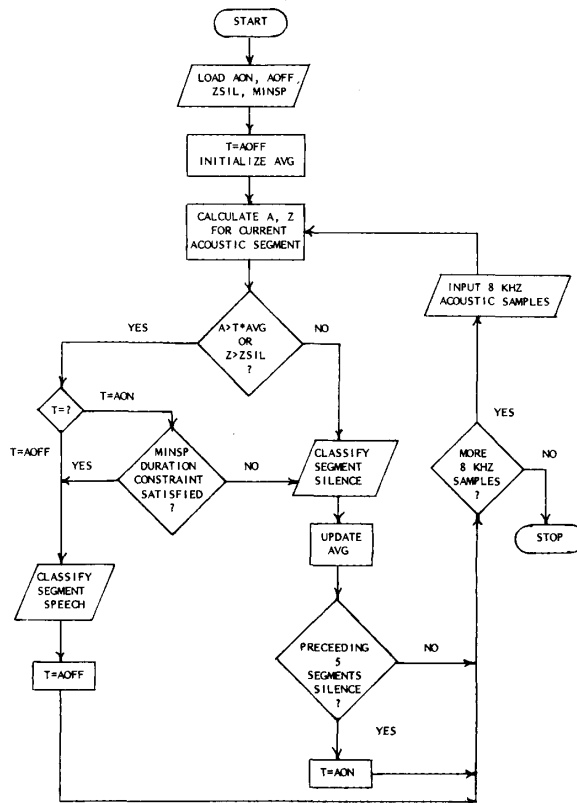 START
LOAD AON, AOFF
ZSIL, MINSP
T=AOFF
INITIALIZE AVG
CALCULATE A, Z
FOR CURRENT
ACOUSTIC SEGMENT
INPUT 8 KHZ
ACOUSTIC SAMPLES
YES
A>T*AVG
OR
Z>ZSIL
?
NO
T=?
T=AON
T=AOFF
YES
MINSP
DURATION
CONSTRAINT
SATISFIED
?
NO
CLASSIFY
SEGMENT
SILENCE
YES
MORE
8 KHZ
SAMPLES
?
NO
STOP
UPDATE
AVG
CLASSIFY
SEGMENT
SPEECH
T=AOFF
PRECEEDING
5
SEGMENTS
SILENCE
?
NO
YES
T=AON